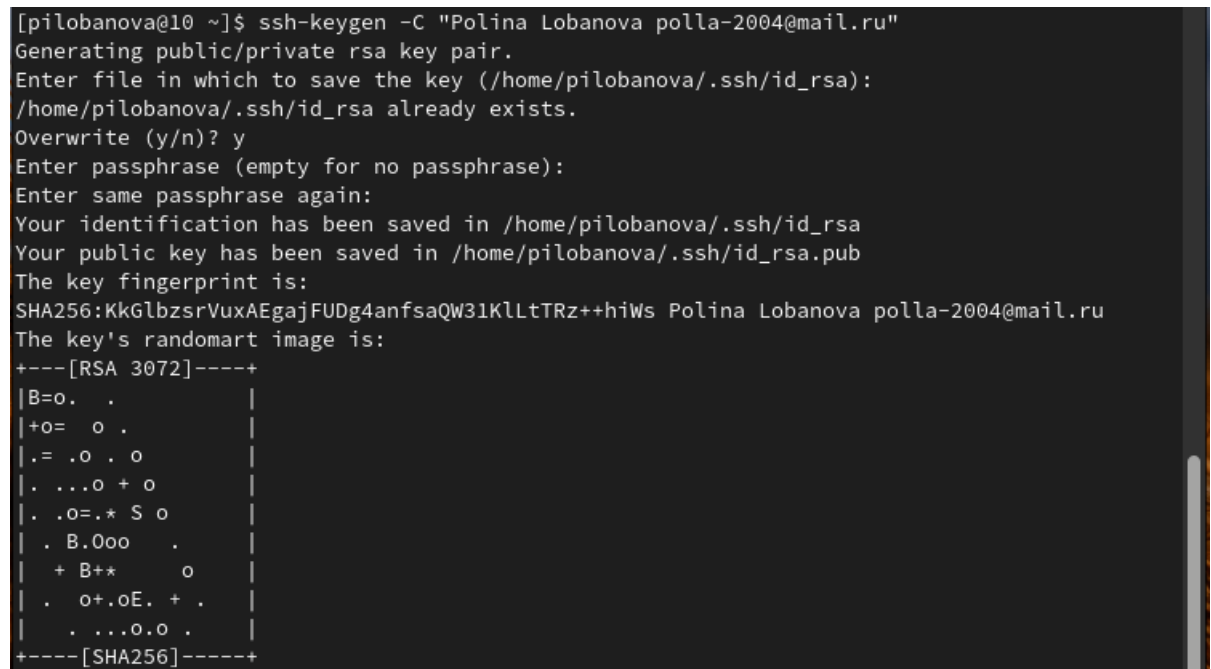 [pilobanova@10 ~]$ ssh-keygen -C "Polina Lobanova polla-2004@mail.ru"
Generating public/private rsa key pair.
Enter file in which to save the key (/home/pilobanova/.ssh/id_rsa):
/home/pilobanova/.ssh/id_rsa already exists.
Overwrite (y/n)? y
Enter passphrase (empty for no passphrase):
Enter same passphrase again:
Your identification has been saved in /home/pilobanova/.ssh/id_rsa
Your public key has been saved in /home/pilobanova/.ssh/id_rsa.pub
The key fingerprint is:
SHA256:KkGlbzsrVuxAEgajFUDg4anfsaQW31KlLtTRz++hiWs Polina Lobanova polla-2004@mail.ru
The key's randomart image is:
+---[RSA 3072]----+
|B=o.  .          |
|+o=  o .         |
|.= .o . o        |
|. ...o + o       |
|. .o=.* S o      |
| . B.Ooo   .     |
|  + B+*     o    |
| .  o+.oE. + .   |
|   . ...o.o .    |
+----[SHA256]-----+